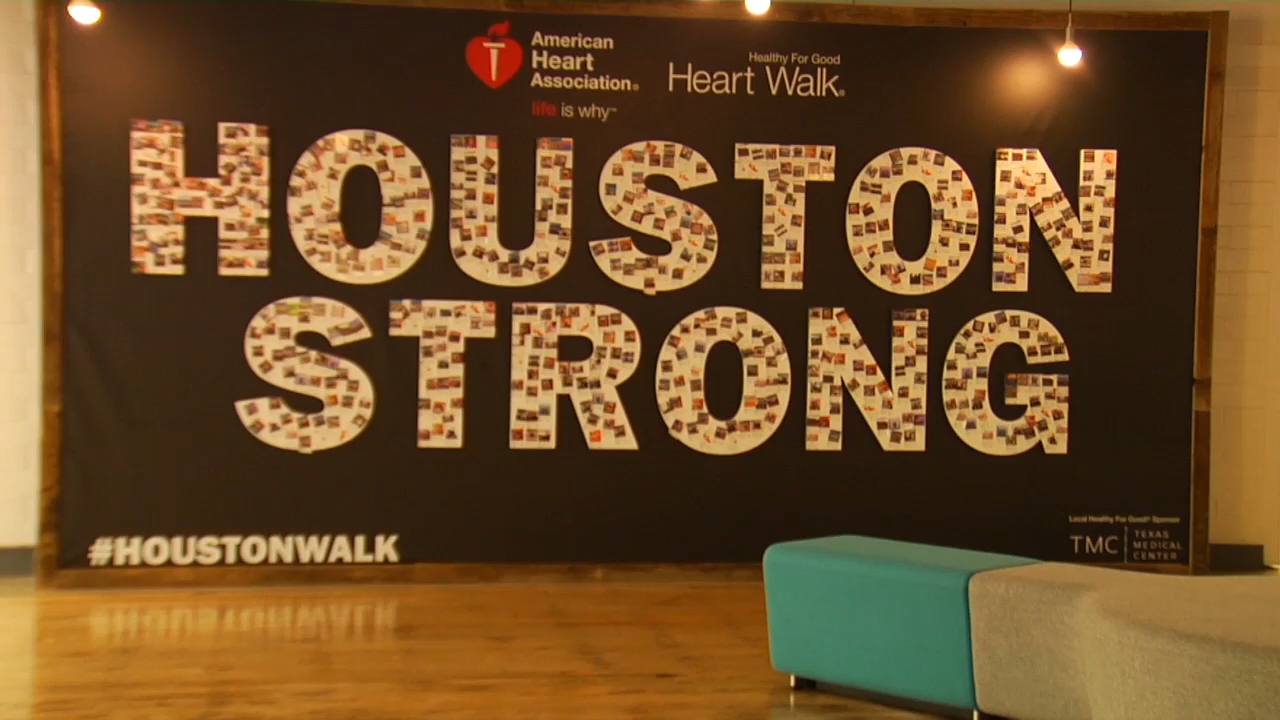 American
Heart
Association®
life is why™
Healthy For Good
Heart Walk®
HOUSTON
STRONG
#HOUSTONWALK
Local Healthy For Good® Sponsor
TMC
TEXAS
MEDICAL
CENTER